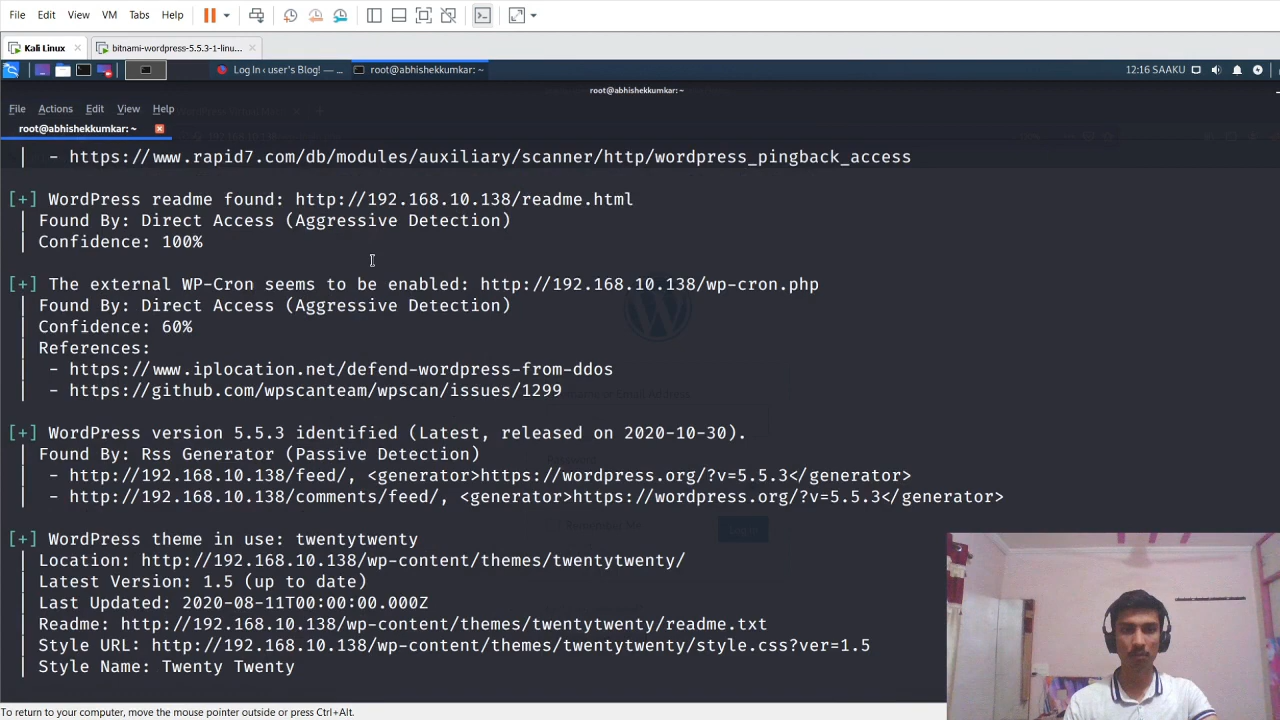 File Edit View VM Tabs Help
Kali Linux bitnami-wordpress-5.5.3-1-linu...
Log In ‹ user's Blog! — ... root@abhishekkumar: ~ 12:16 SAAKU
root@abhishekkumar: ~
File Actions Edit View Help
root@abhishekkumar: ~
| - https://www.rapid7.com/db/modules/auxiliary/scanner/http/wordpress_pingback_access
[+] WordPress readme found: http://192.168.10.138/readme.html
| Found By: Direct Access (Aggressive Detection)
| Confidence: 100%
[+] The external WP-Cron seems to be enabled: http://192.168.10.138/wp-cron.php
| Found By: Direct Access (Aggressive Detection)
| Confidence: 60%
| References:
| - https://www.iplocation.net/defend-wordpress-from-ddos
| - https://github.com/wpscanteam/wpscan/issues/1299
[+] WordPress version 5.5.3 identified (Latest, released on 2020-10-30).
| Found By: Rss Generator (Passive Detection)
| - http://192.168.10.138/feed/, <generator>https://wordpress.org/?v=5.5.3</generator>
| - http://192.168.10.138/comments/feed/, <generator>https://wordpress.org/?v=5.5.3</generator>
[+] WordPress theme in use: twentytwenty
| Location: http://192.168.10.138/wp-content/themes/twentytwenty/
| Latest Version: 1.5 (up to date)
| Last Updated: 2020-08-11T00:00:00.000Z
| Readme: http://192.168.10.138/wp-content/themes/twentytwenty/readme.txt
| Style URL: http://192.168.10.138/wp-content/themes/twentytwenty/style.css?ver=1.5
| Style Name: Twenty Twenty
To return to your computer, move the mouse pointer outside or press Ctrl+Alt.